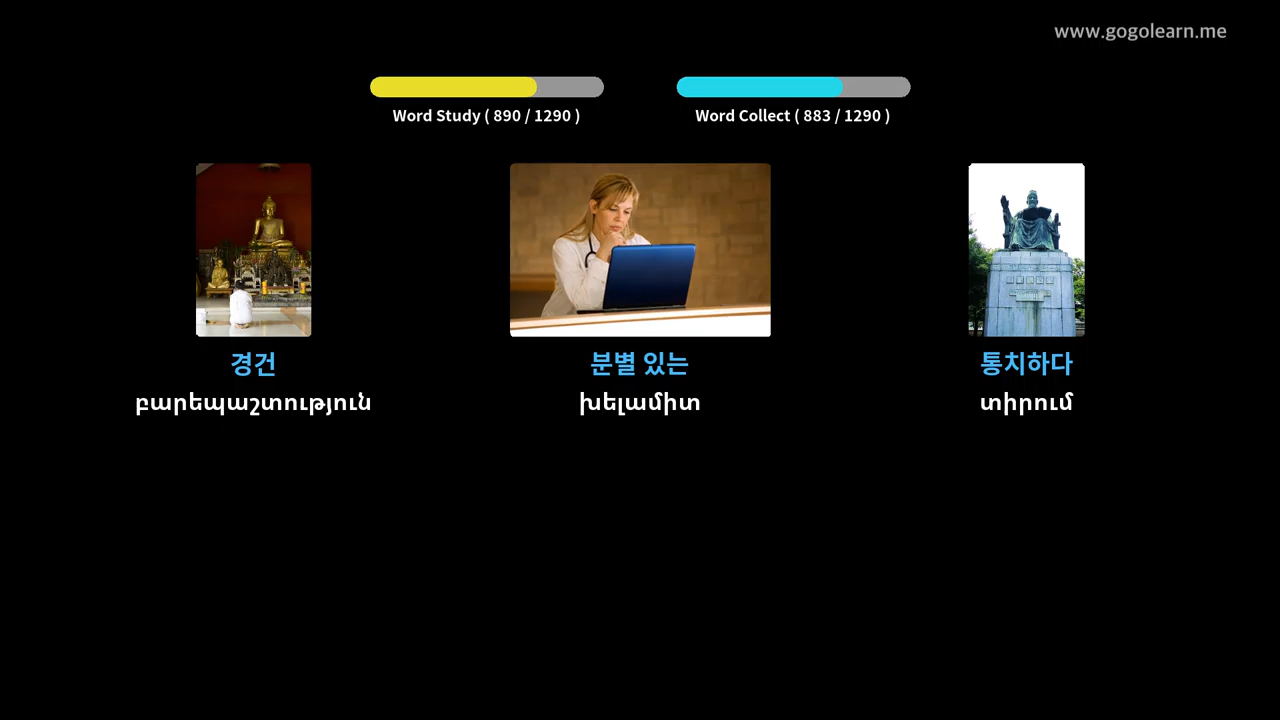 www.gogolearn.me
Word Study ( 890 / 1290 )
Word Collect ( 883 / 1290 )
경건
բարեպաշտություն
분별 있는
խելամիտ
통치하다
տիրում